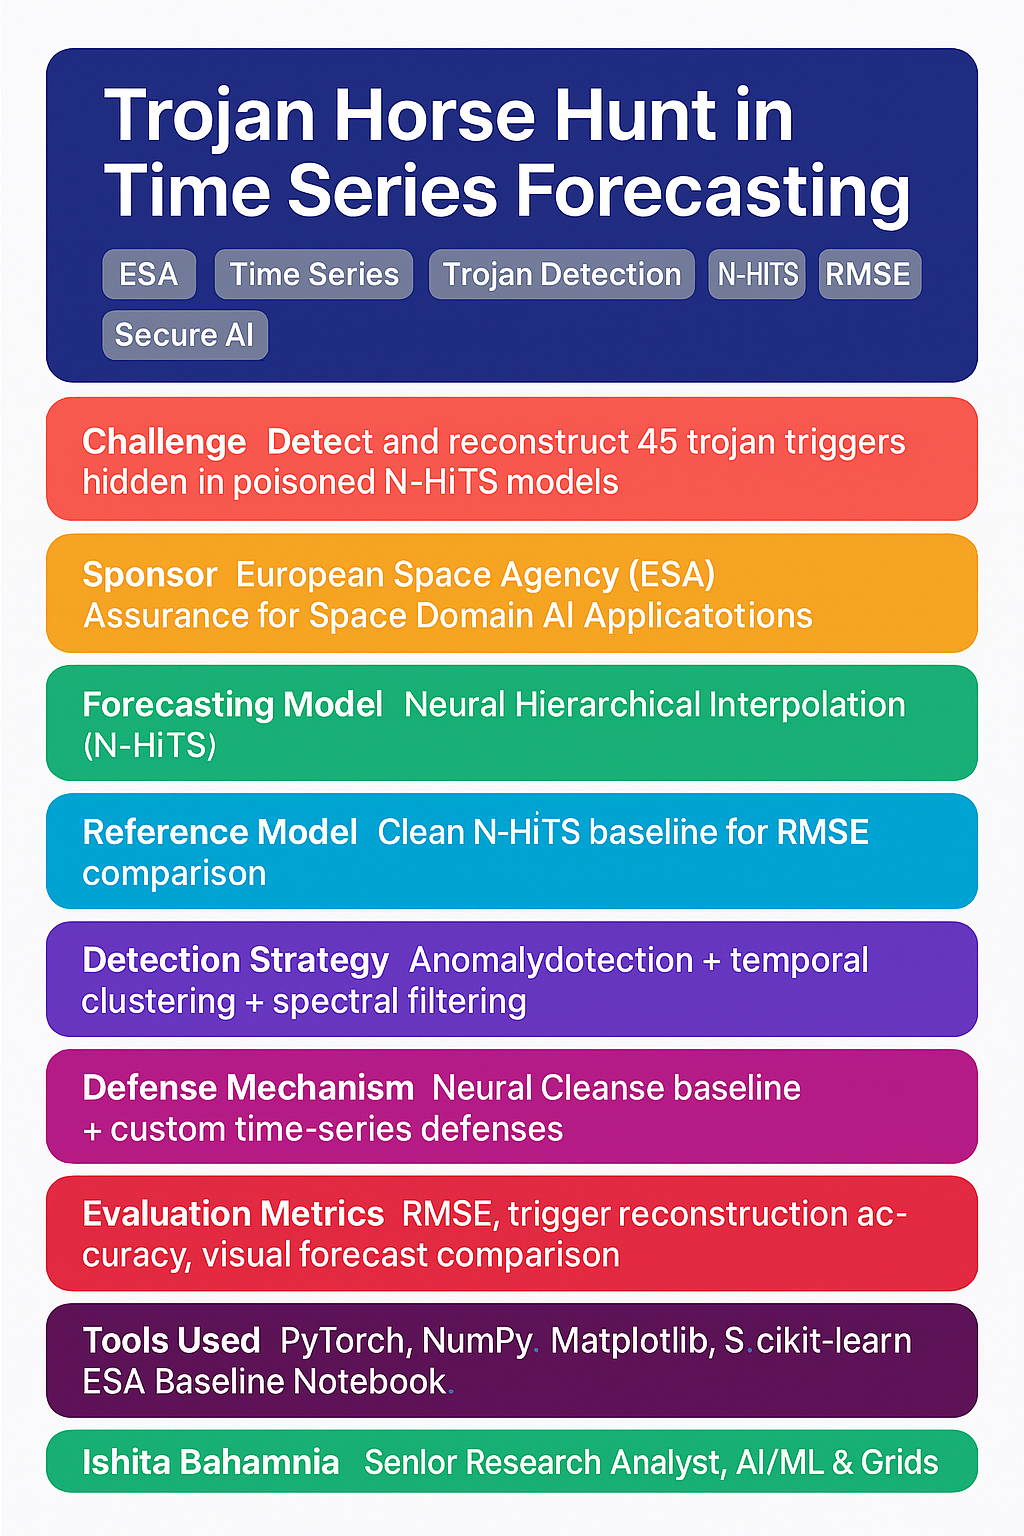 Trojan Horse Hunt in
Time Series Forecasting
ESA Time Series Trojan Detection N-HITS RMSE
Secure AI
Challenge Detect and reconstruct 45 trojan triggers
hidden in poisoned N-HiTS models
Sponsor European Space Agency (ESA)
Assurance for Space Domain AI Applicatotions
Forecasting Model Neural Hierarchical Interpolation
(N-HiTS)
Reference Model Clean N-HiTS baseline for RMSE
comparison
Detection Strategy Anomalydotection + temporal
clustering + spectral filtering
Defense Mechanism Neural Cleanse baseline
+ custom time-series defenses
Evaluation Metrics RMSE, trigger reconstruction ac-
curacy, visual forecast comparison
Tools Used PyTorch, NumPy. Matplotlib, S.cikit-learn
ESA Baseline Notebook.
Ishita Bahamnia Senlor Research Analyst, AI/ML & Grids